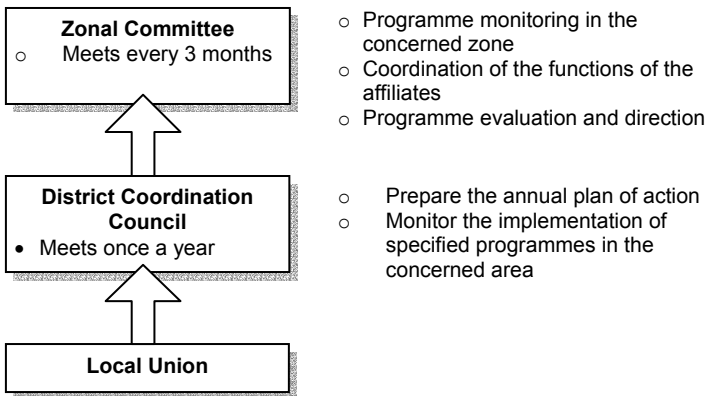 Zonal Committee
o Meets every 3 months
o Programme monitoring in the
concerned zone
o Coordination of the functions of the
affiliates
o Programme evaluation and direction
District Coordination
Council
• Meets once a year
o Prepare the annual plan of action
o Monitor the implementation of
specified programmes in the
concerned area
Local Union